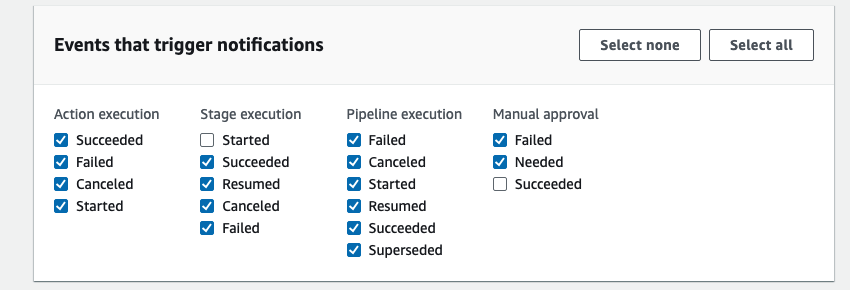 Events that trigger notifications
Select none
Select all
Action execution
Succeeded
Failed
Canceled
Started
Stage execution
Started
Succeeded
Resumed
Canceled
Failed
Pipeline execution
Failed
Canceled
Started
Resumed
Succeeded
Superseded
Manual approval
Failed
Needed
Succeeded